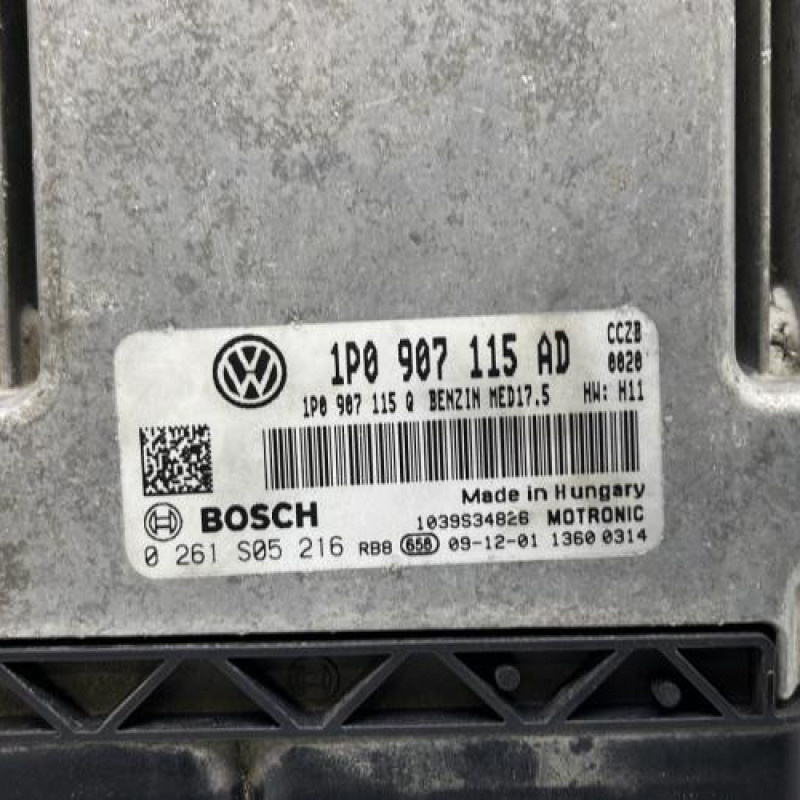 1P0 907 115 AD CCZB
0020
1P0 907 115 Q BENZIN MED17.5 HW: H11
Made in Hungary
BOSCH 1039S34826 MOTRONIC
0 261 S05 216 RB8 658 09-12-01 1360 0314